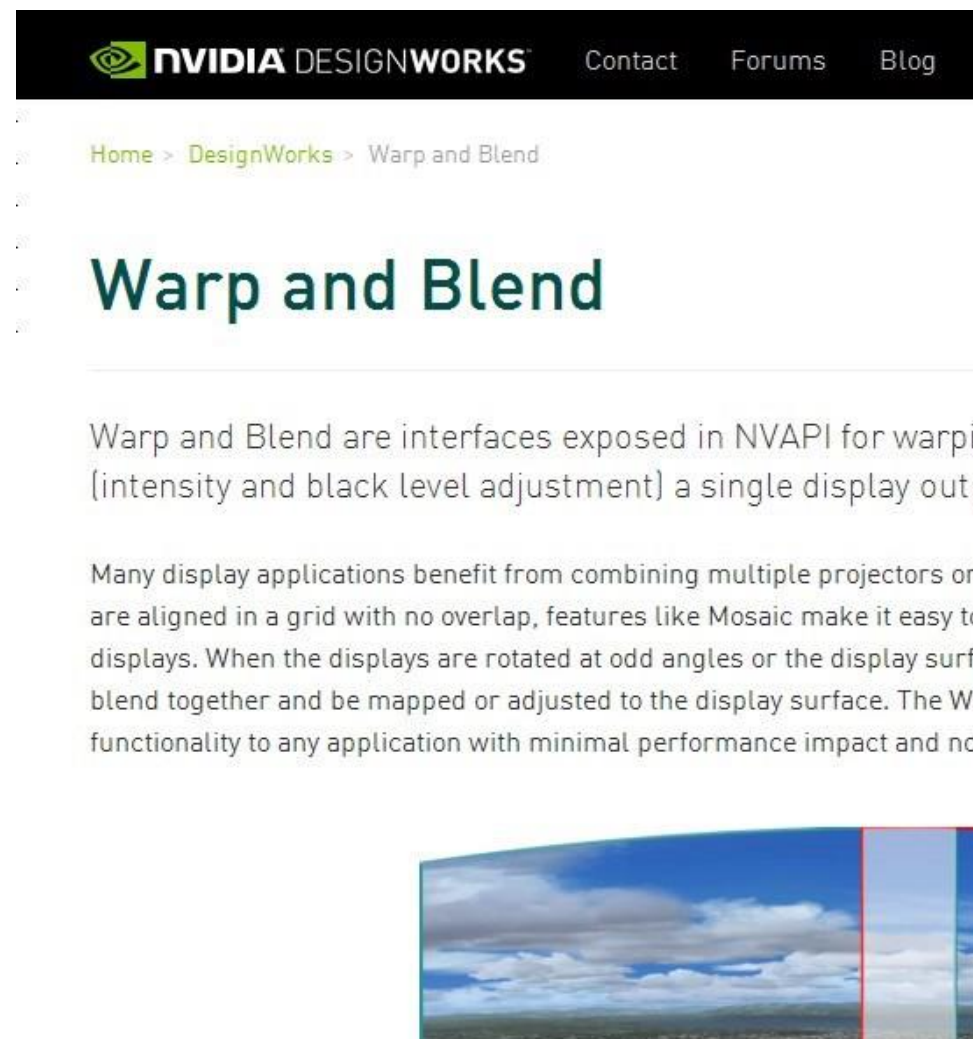 NVIDIA DESIGNWORKS Contact Forums Blog
Home > DesignWorks > Warp and Blend
Warp and Blend
Warp and Blend are interfaces exposed in NVAPI for warpi
(intensity and black level adjustment) a single display out
Many display applications benefit from combining multiple projectors or
are aligned in a grid with no overlap, features like Mosaic make it easy to
displays. When the displays are rotated at odd angles or the display surf
blend together and be mapped or adjusted to the display surface. The W
functionality to any application with minimal performance impact and no